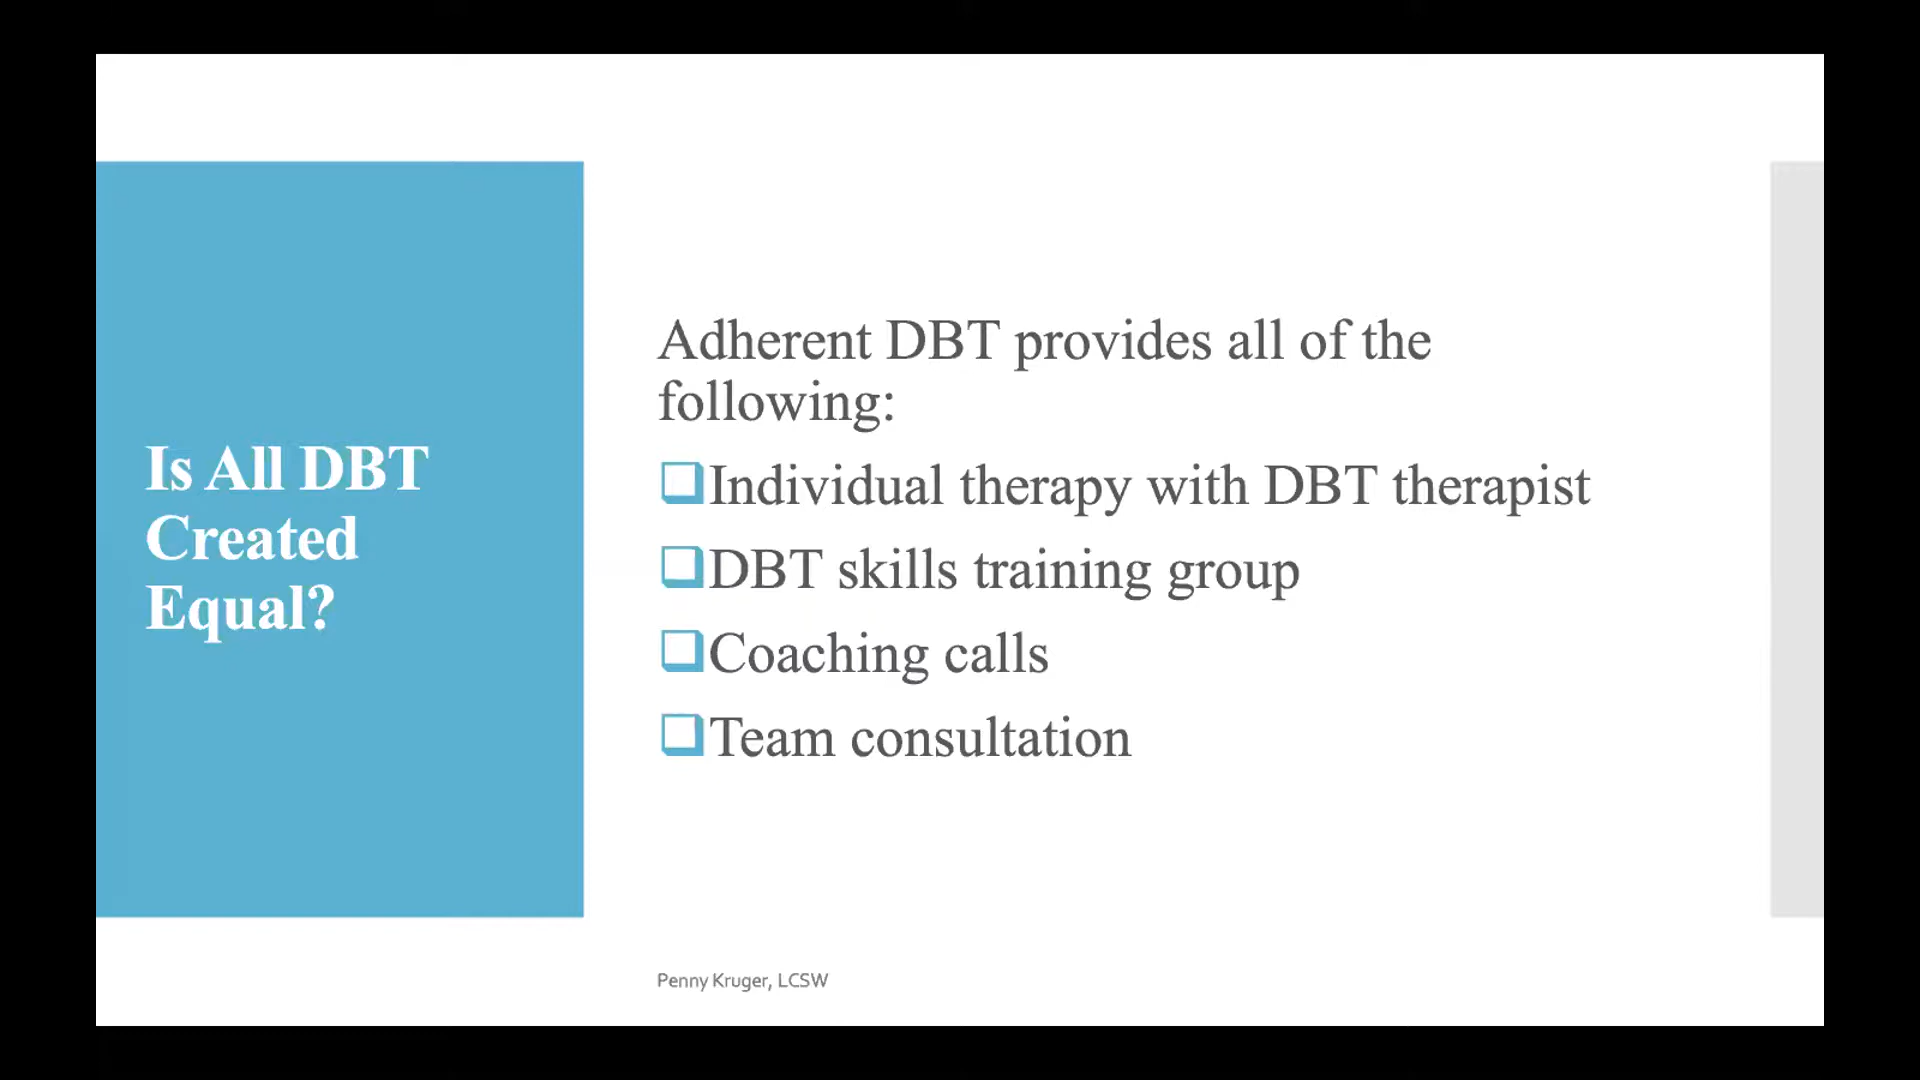 Is All DBT
Created
Equal?
Adherent DBT provides all of the
following:
Individual therapy with DBT therapist
DBT skills training group
Coaching calls
Team consultation
Penny Kruger, LCSW